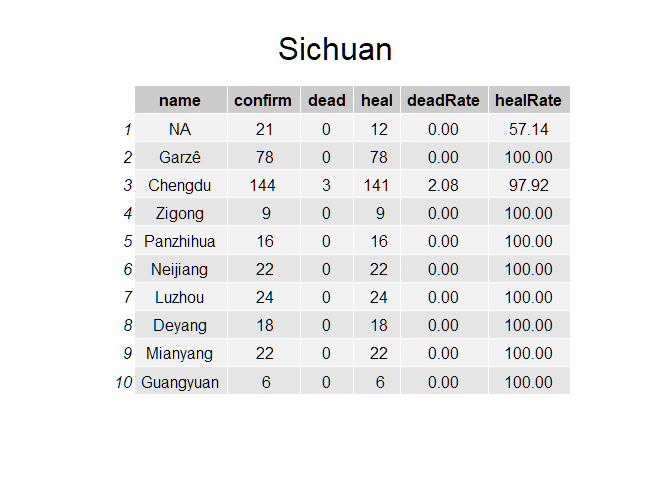 Sichuan
name confirm dead heal deadRate healRate
1 NA 21 0 12 0.00 57.14
2 Garzê 78 0 78 0.00 100.00
3 Chengdu 144 3 141 2.08 97.92
4 Zigong 9 0 9 0.00 100.00
5 Panzhihua 16 0 16 0.00 100.00
6 Neijiang 22 0 22 0.00 100.00
7 Luzhou 24 0 24 0.00 100.00
8 Deyang 18 0 18 0.00 100.00
9 Mianyang 22 0 22 0.00 100.00
10 Guangyuan 6 0 6 0.00 100.00